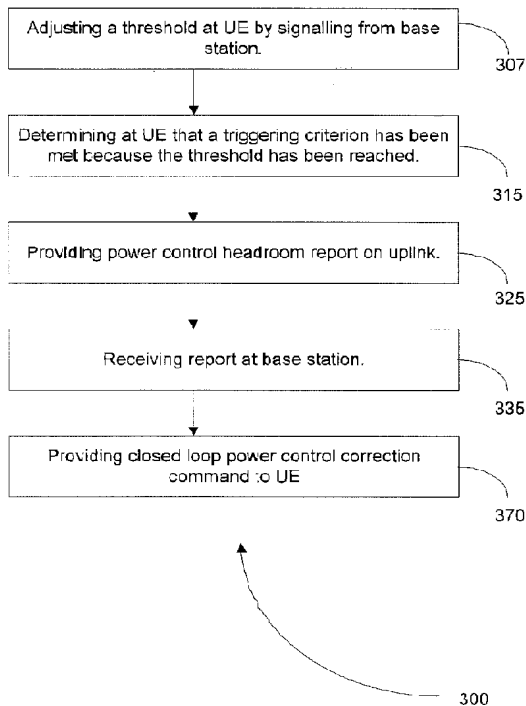 Adjusting a threshold at UE by signalling from base
station.
307
Determining at UE that a triggering criterion has been
met because the threshold has been reached.
315
Providing power control headroom report on uplink.
325
Receiving report at base station.
335
Providing closed loop power control correction
command to UE
370
300